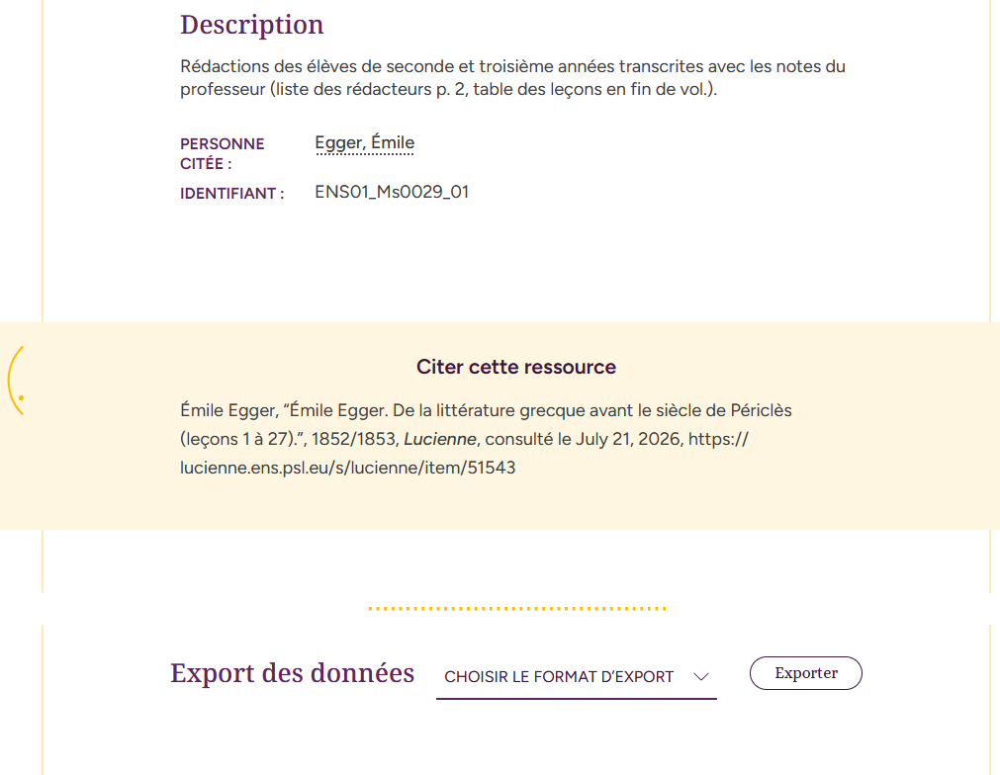 Description
Rédactions des élèves de seconde et troisième années transcrites avec les notes du
professeur (liste des rédacteurs p. 2, table des leçons en fin de vol.).
PERSONNE
CITÉE :
Egger, Émile
IDENTIFIANT :
ENS01_Ms0029_01
Citer cette ressource
Émile Egger, “Émile Egger. De la littérature grecque avant le siècle de Périclès
(leçons 1 à 27).”, 1852/1853, Lucienne, consulté le July 21, 2026, https://
lucienne.ens.psl.eu/s/lucienne/item/51543
Export des données
CHOISIR LE FORMAT D’EXPORT
Exporter